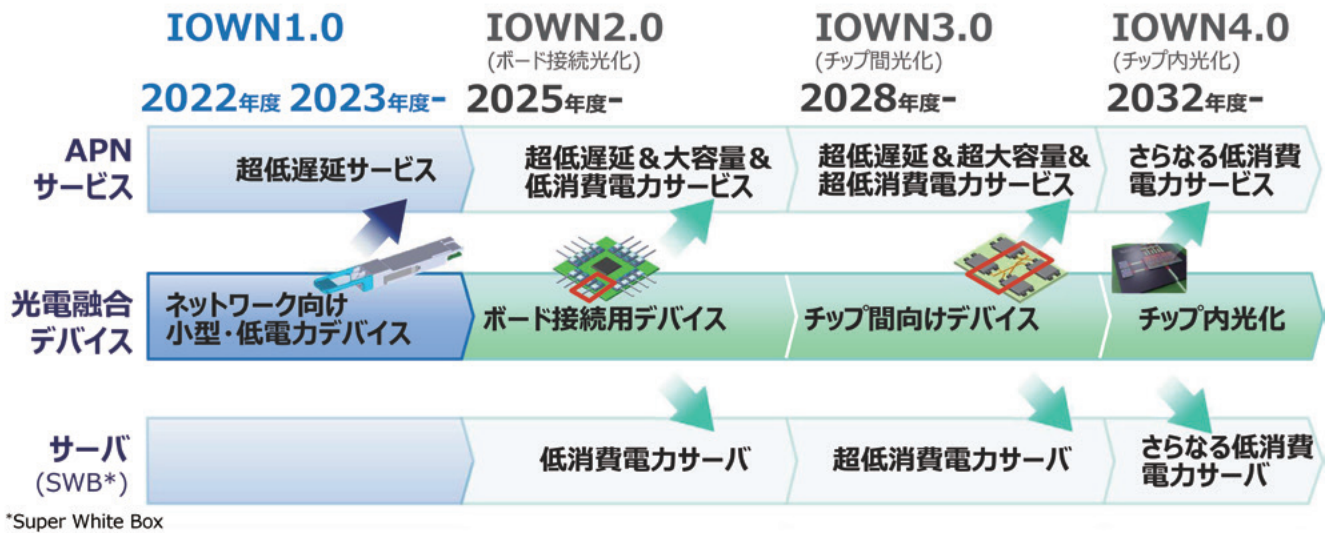 IOWN1.0
IOWN2.0
IOWN3.0
IOWN4.0
(ボード接続光化)
(チップ間光化)
(チップ内光化)
2022年度 2023年度-
2025年度-
2028年度-
2032年度-
APN
サービス
超低遅延サービス
超低遅延&大容量&
低消費電力サービス
超低遅延&超大容量&
超低消費電力サービス
さらなる低消費
電力サービス
光電融合
デバイス
ネットワーク向け
小型・低電力デバイス
ボード接続用デバイス
チップ間向けデバイス
チップ内光化
サーバ
(SWB*)
低消費電力サーバ
超低消費電力サーバ
さらなる低消費
電力サーバ
*Super White Box